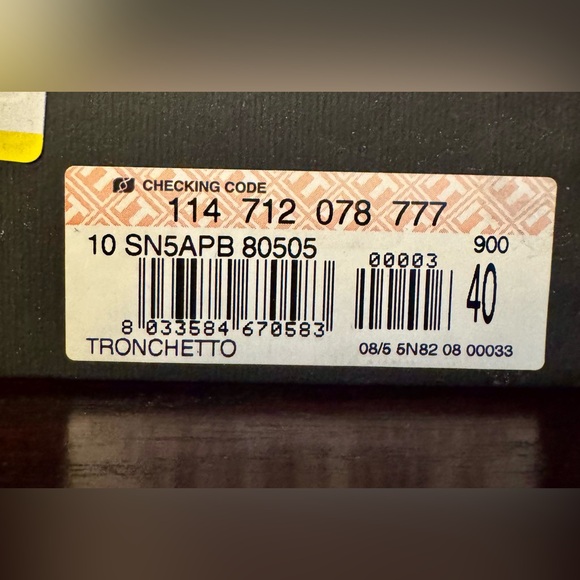 CHECKING CODE
114 712 078 777
10 SN5APB 80505
900
00003
40
8 033584 670583
TRONCHETTO
08/5 5N82 08 00033